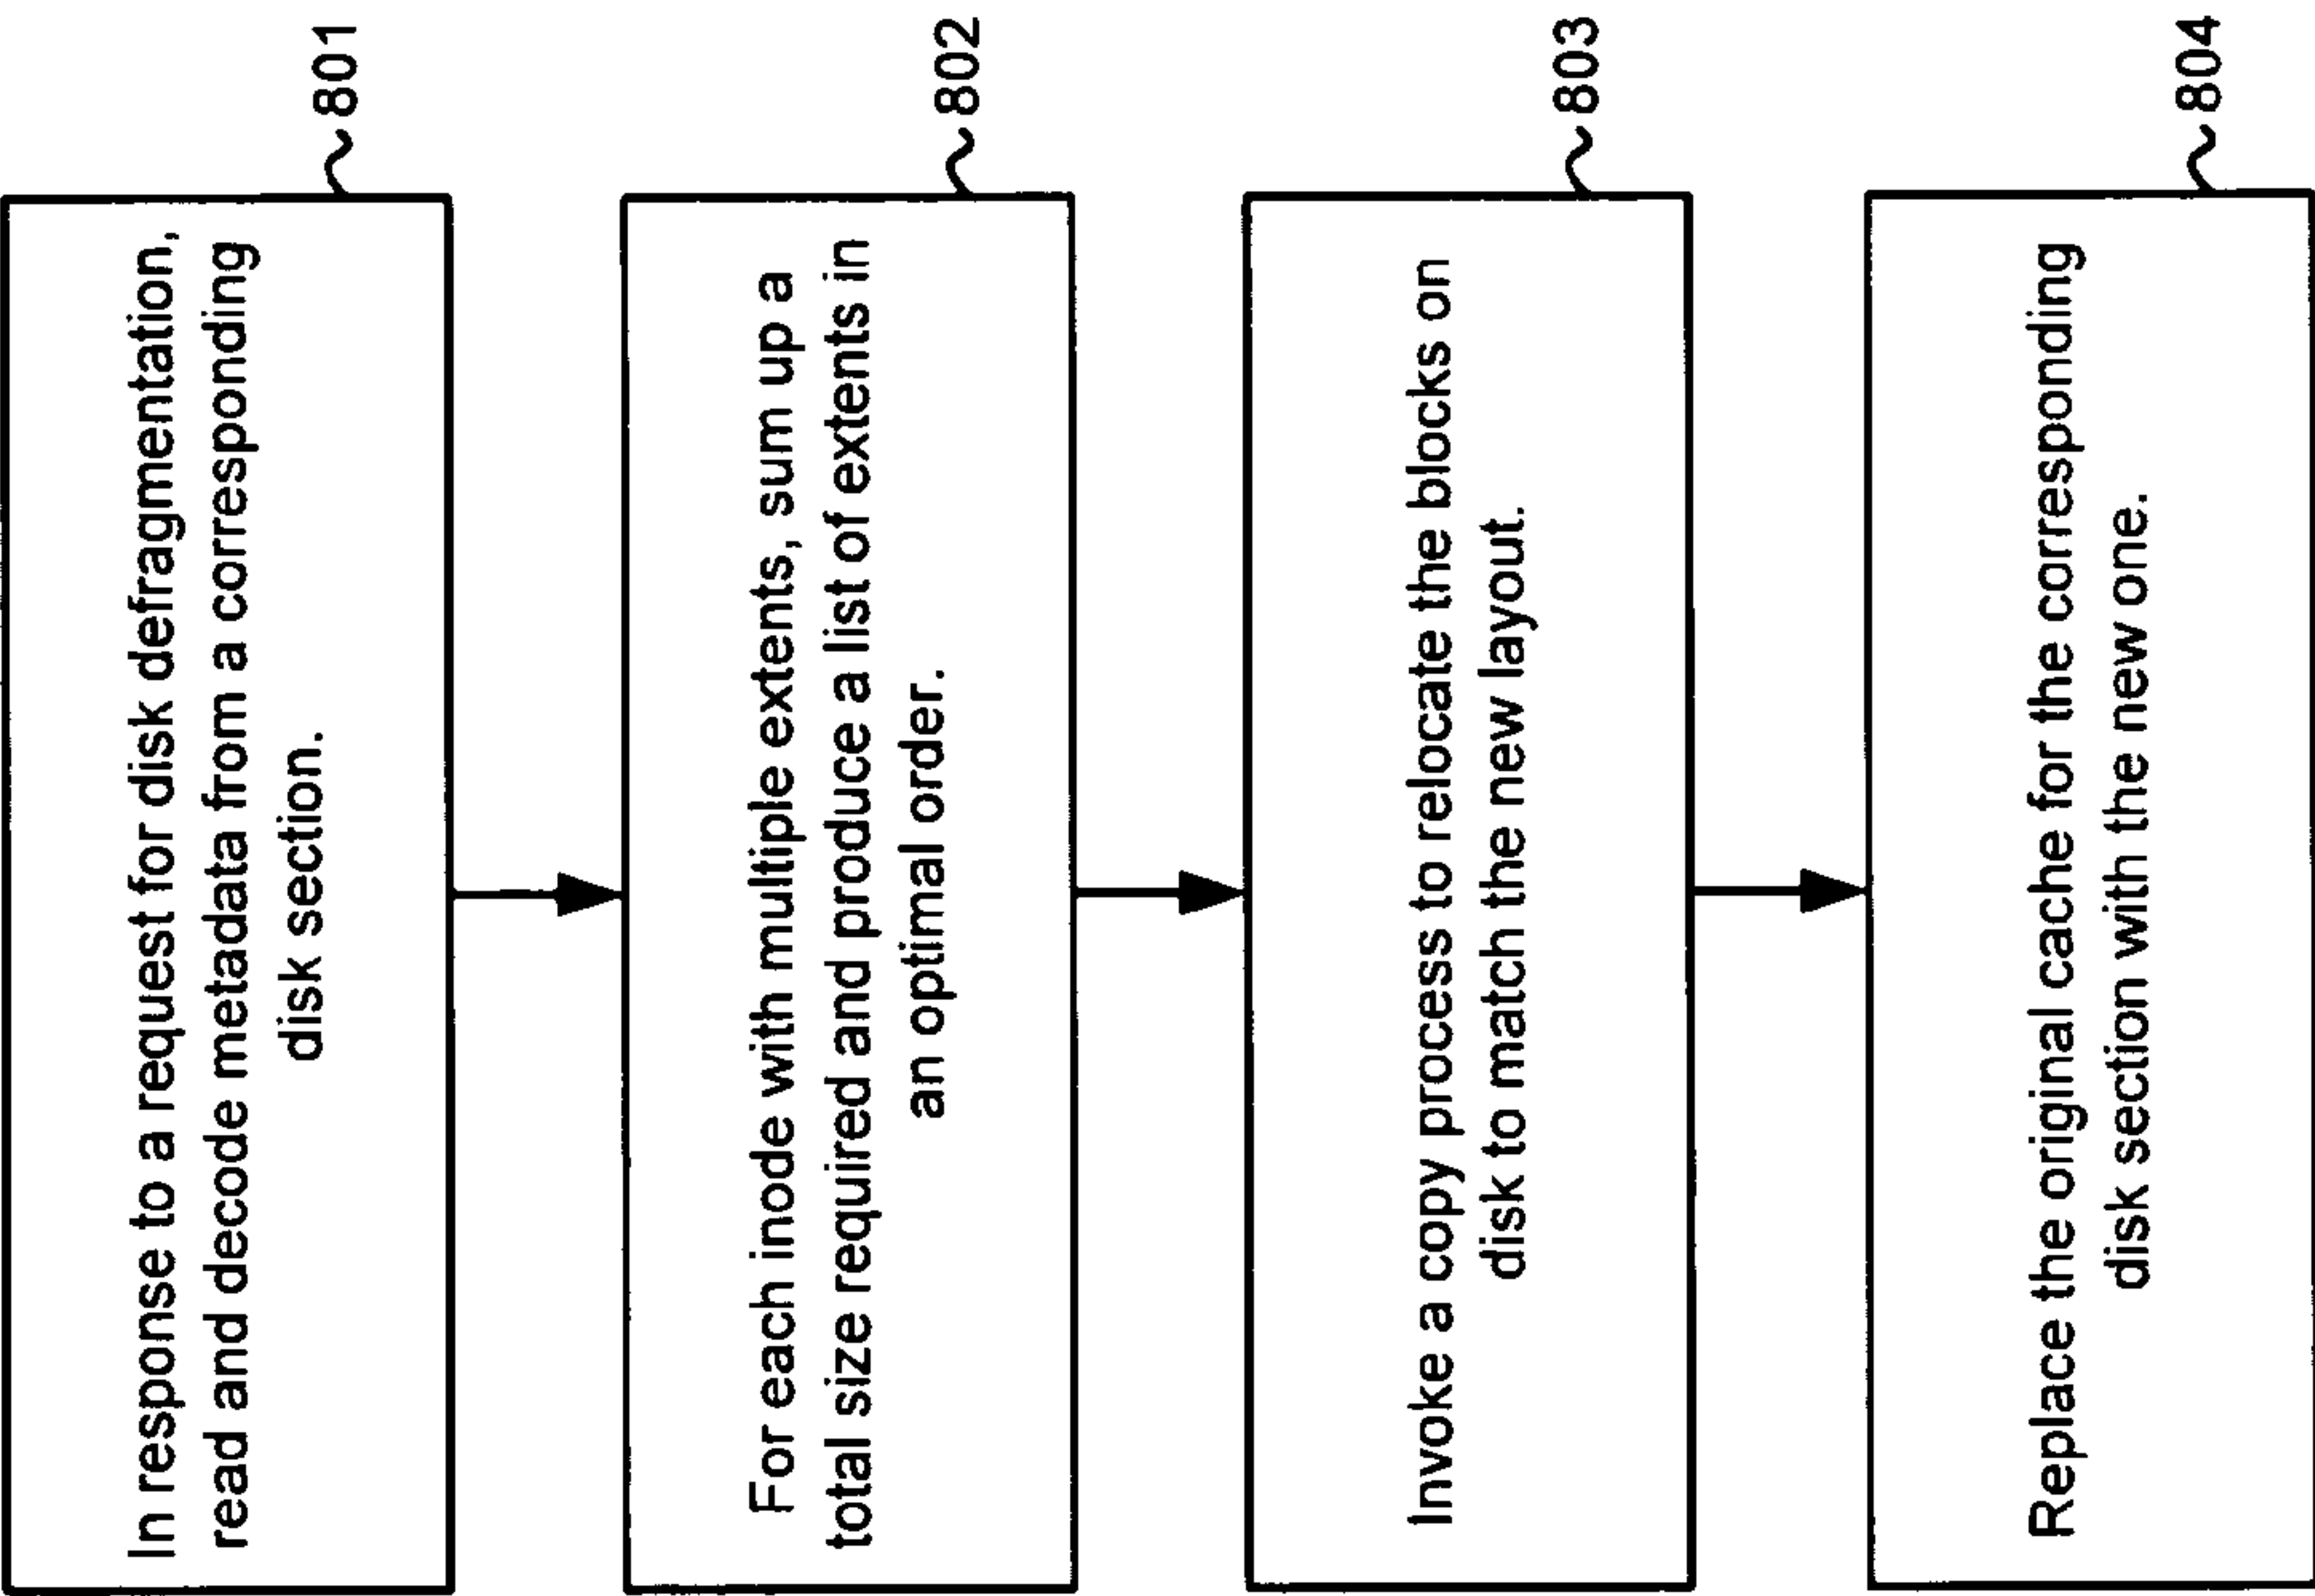 In response to a request for disk defragmentation,
read and decode metadata from a corresponding
disk section.
801
For each inode with multiple extents, sum up a
total size required and produce a list of extents in
an optimal order.
802
Invoke a copy process to relocate the blocks on
disk to match the new layout.
803
Replace the original cache for the corresponding
disk section with the new one.
804